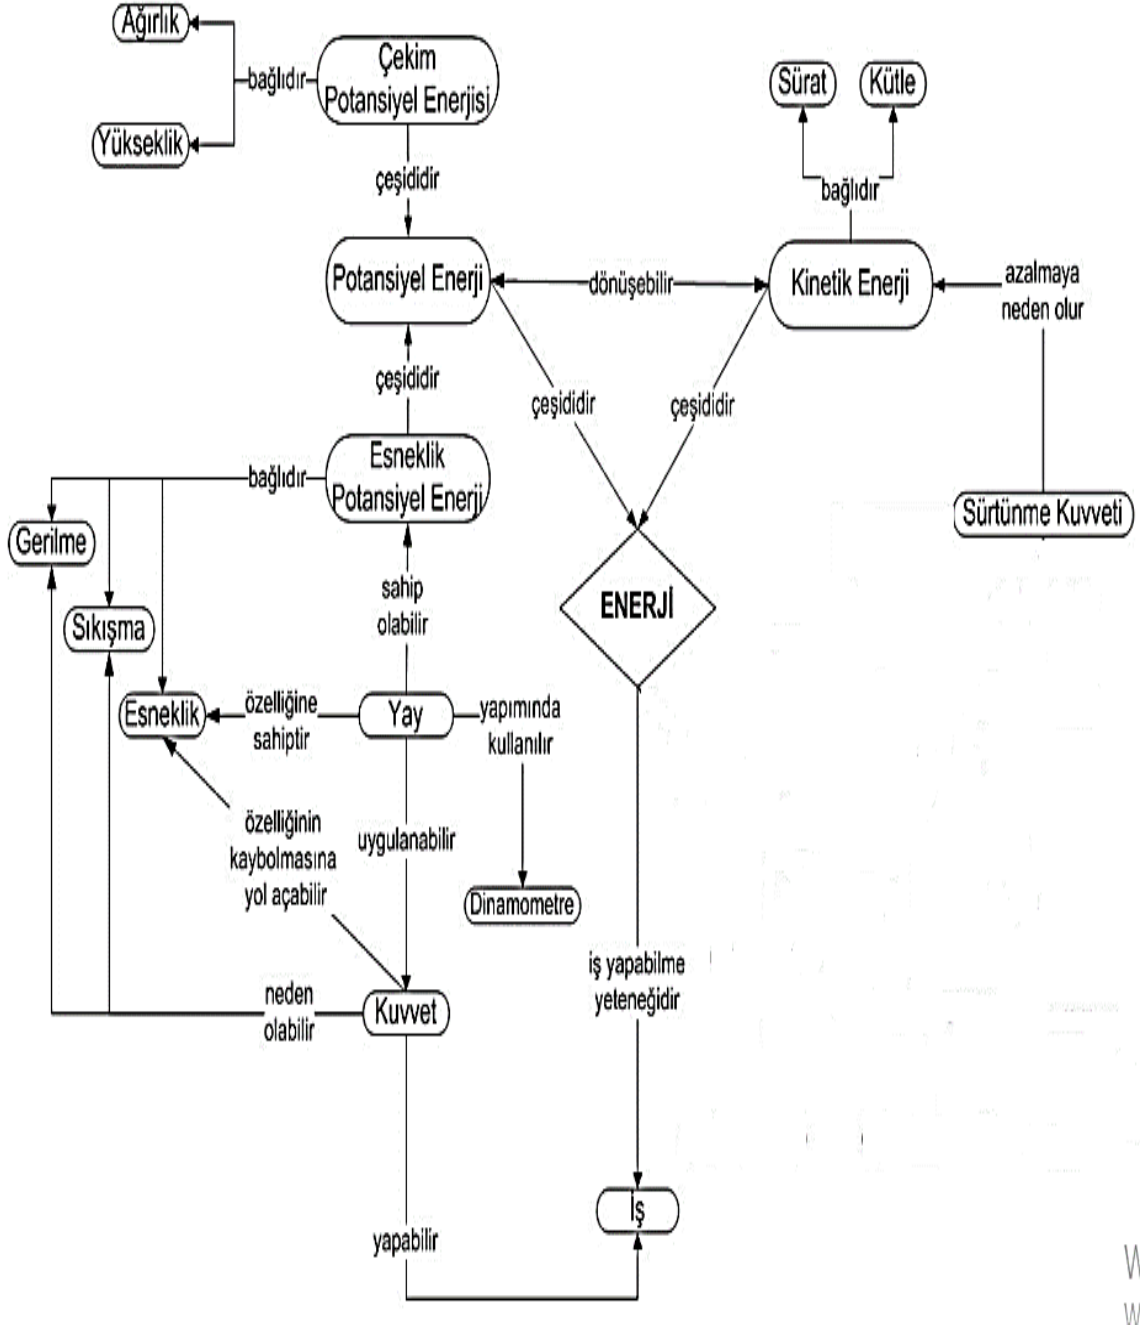 Ağırlık
Çekim
Potansiyel Enerjisi
bağlıdır
Yükseklik
Sürat
Kütle
çeşididir
bağlıdır
Potansiyel Enerji
dönüşebilir
Kinetik Enerji
azalmaya
neden olur
çeşididir
çeşididir
çeşididir
Esneklik
Potansiyel Enerji
bağlıdır
Sürtünme Kuvveti
Gerilme
sahip
olabilir
ENERJİ
Sıkışma
Esneklik
özelliğine
sahiptir
Yay
yapımında
kullanılır
özelliğinin
kaybolmasına
yol açabilir
uygulanabilir
Dinamometre
iş yapabilme
yeteneğidir
neden
olabilir
Kuvvet
İş
yapabilir
W
W